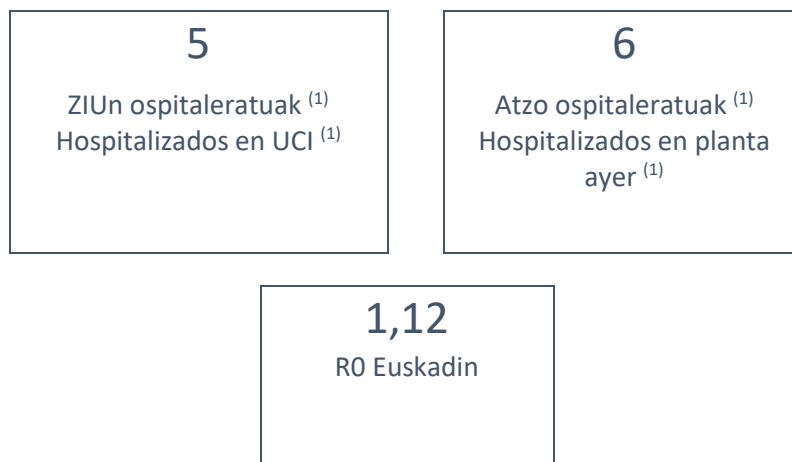 5
ZIUn ospitaleratuak (1)
Hospitalizados en UCI (1)
6
Atzo ospitaleratuak (1)
Hospitalizados en planta
ayer (1)
1,12
R0 Euskadin